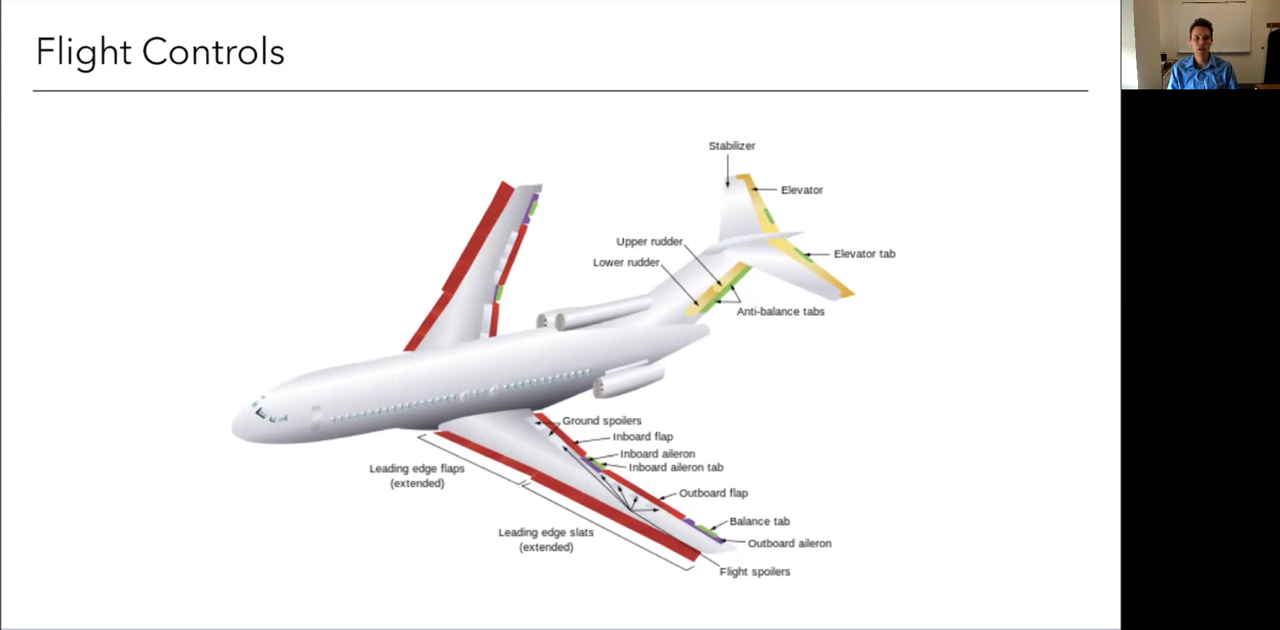 Flight Controls
Stabilizer
Elevator
Upper rudder
Lower rudder
Elevator tab
Anti-balance tabs
Ground spoilers
Inboard flap
Inboard aileron
Inboard aileron tab
Leading edge flaps
(extended)
Outboard flap
Balance tab
Leading edge slats
(extended)
Outboard aileron
Flight spoilers